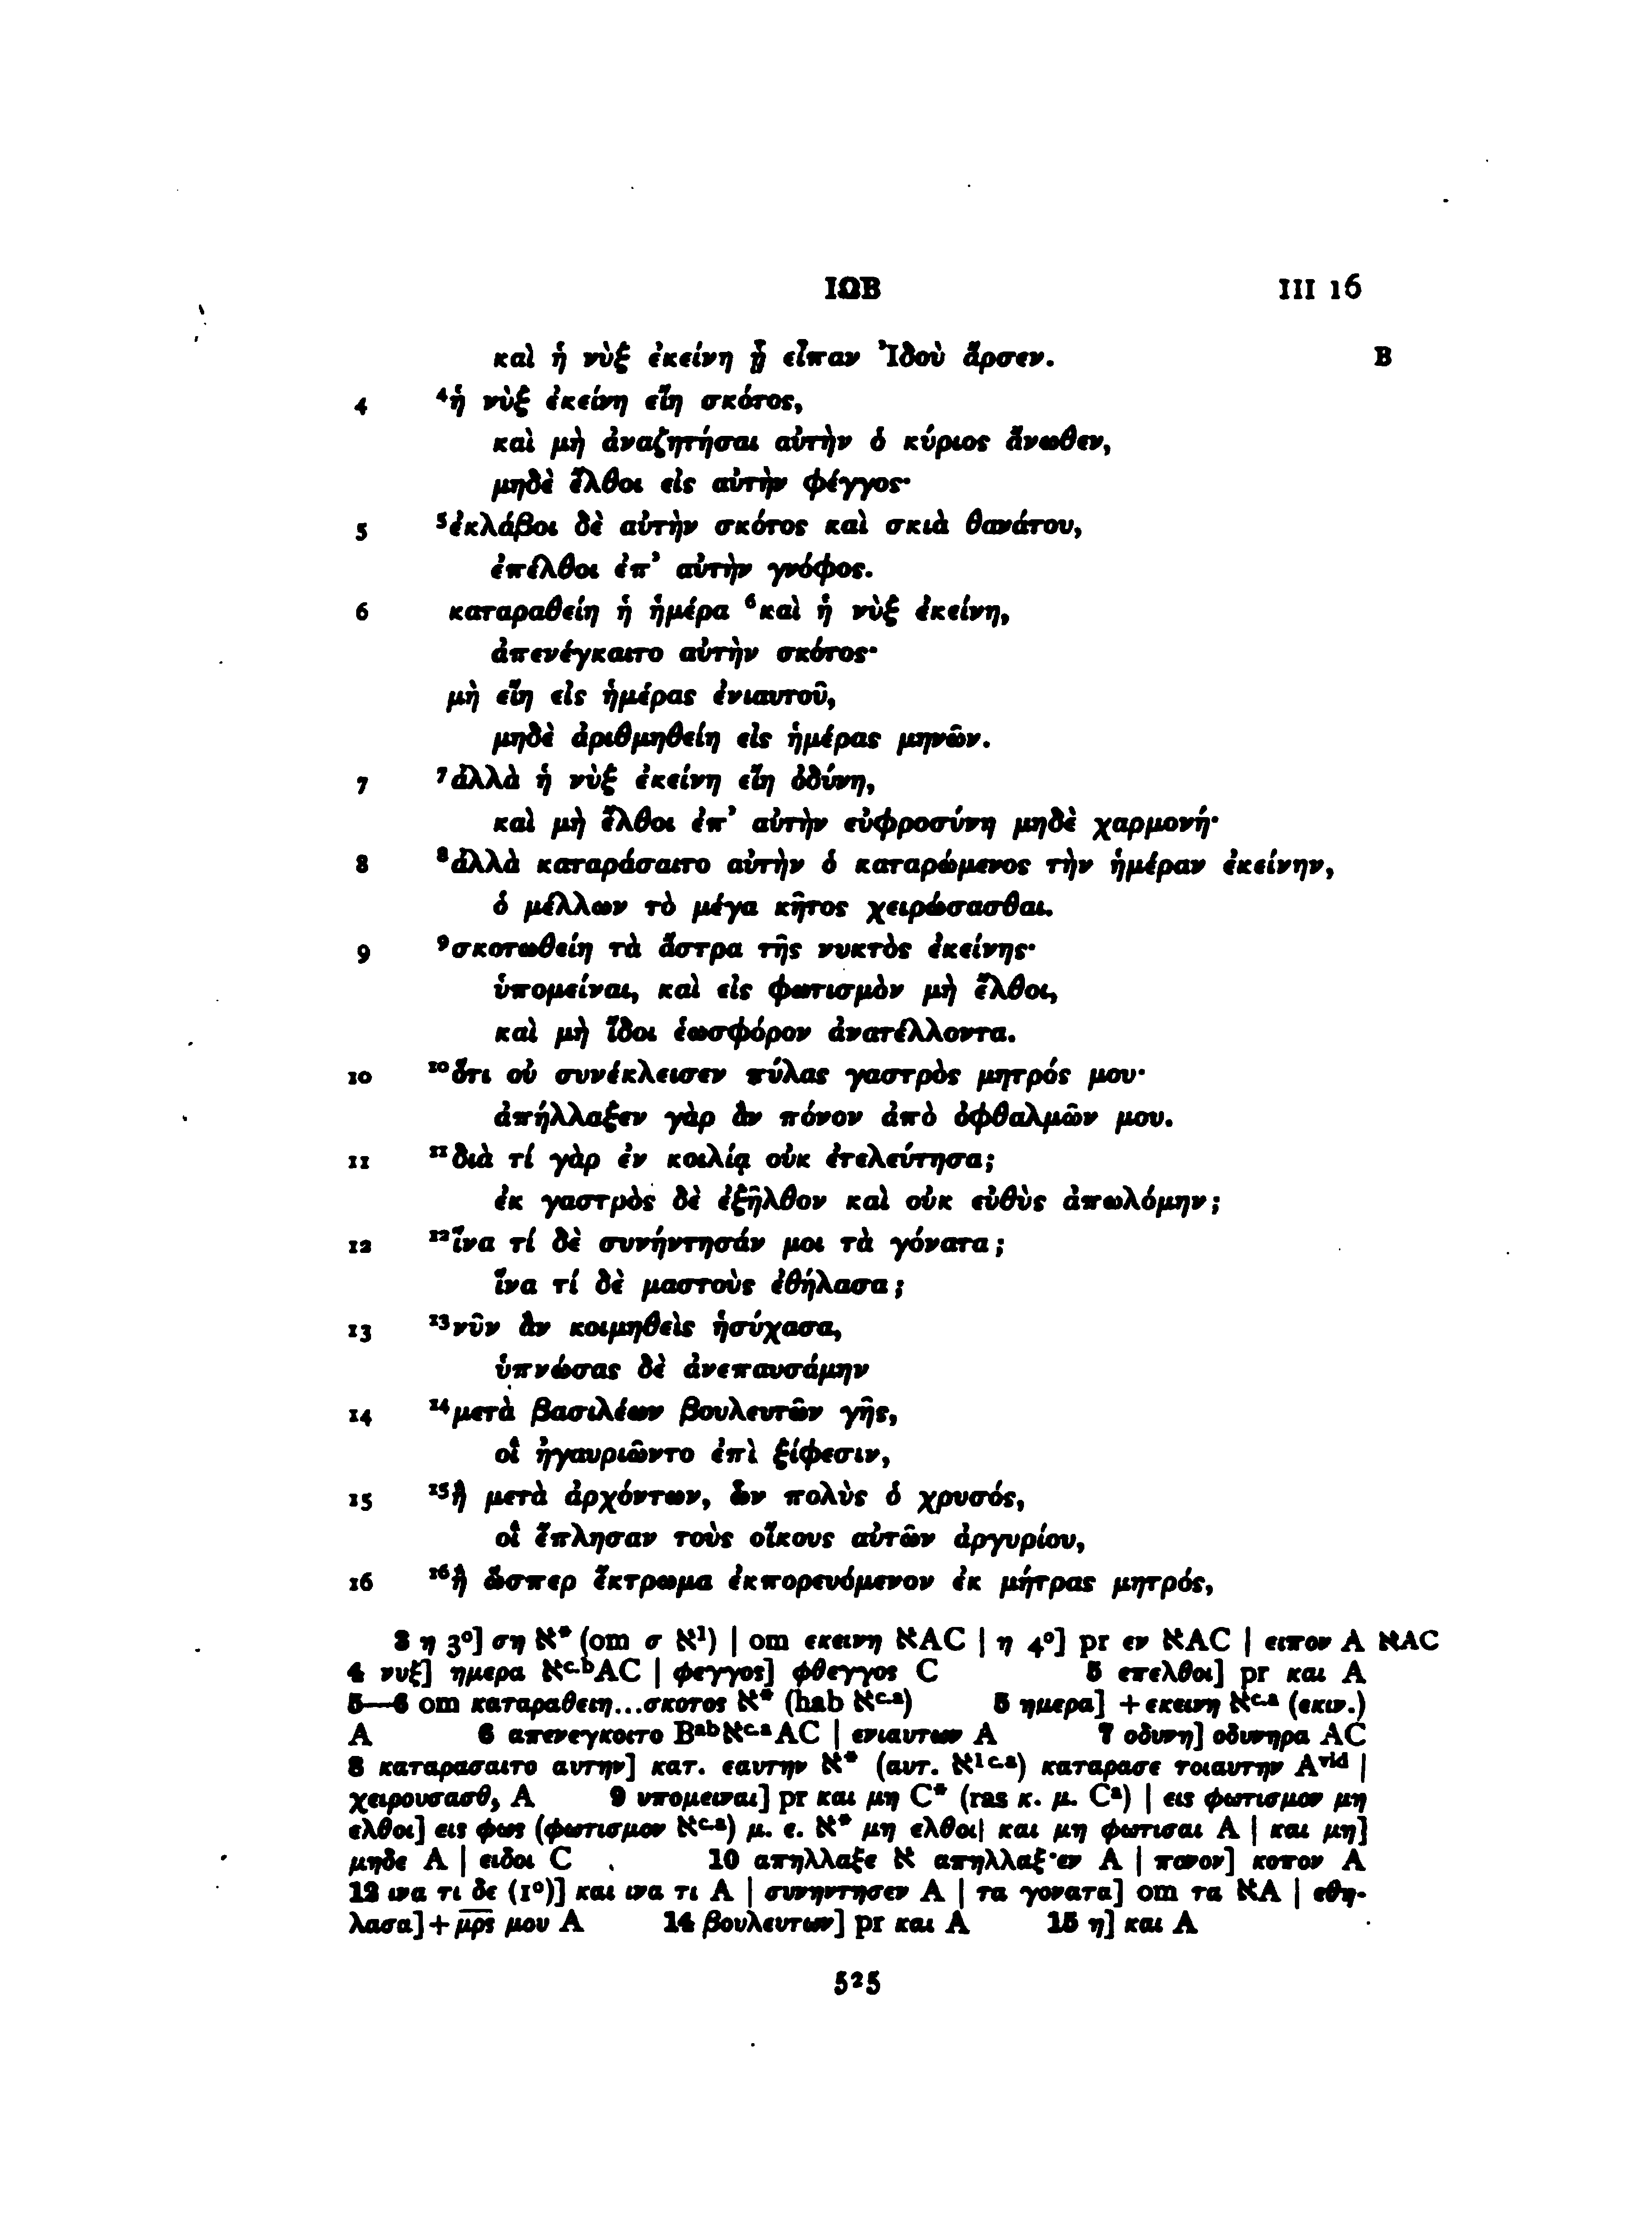 ΙΩΒ III 16
καὶ ἡ νὺξ ἐκείνη ᾗ εἶπαν Ἰδοὺ ἄρσεν. B
4 ⁴ἡ νὺξ ἐκείνη εἴη σκότος,
καὶ μὴ ἀναζητήσαι αὐτὴν ὁ κύριος ἄνωθεν,
μηδὲ ἔλθοι εἰς αὐτὴν φέγγος·
5 ⁵ἐκλάβοι δὲ αὐτὴν σκότος καὶ σκιὰ θανάτου,
ἐπέλθοι ἐπ’ αὐτὴν γνόφος.
6 καταραθείη ἡ ἡμέρα ⁶καὶ ἡ νὺξ ἐκείνη,
ἀπενέγκαιτο αὐτὴν σκότος·
μὴ εἴη εἰς ἡμέρας ἐνιαυτοῦ,
μηδὲ ἀριθμηθείη εἰς ἡμέρας μηνῶν.
7 ⁷ἀλλὰ ἡ νὺξ ἐκείνη εἴη ὀδύνη,
καὶ μὴ ἔλθοι ἐπ’ αὐτὴν εὐφροσύνη μηδὲ χαρμονή·
8 ⁸ἀλλὰ καταράσαιτο αὐτὴν ὁ καταρώμενος τὴν ἡμέραν ἐκείνην,
ὁ μέλλων τὸ μέγα κῆτος χειρώσασθαι.
9 ⁹σκοτωθείη τὰ ἄστρα τῆς νυκτὸς ἐκείνης·
ὑπομείναι, καὶ εἰς φωτισμὸν μὴ ἔλθοι,
καὶ μὴ ἴδοι ἑωσφόρον ἀνατέλλοντα.
10 ¹⁰ὅτι οὐ συνέκλεισεν πύλας γαστρὸς μητρός μου·
ἀπήλλαξεν γὰρ ἂν πόνον ἀπὸ ὀφθαλμῶν μου.
11 ¹¹διὰ τί γὰρ ἐν κοιλίᾳ οὐκ ἐτελεύτησα;
ἐκ γαστρὸς δὲ ἐξῆλθον καὶ οὐκ εὐθὺς ἀπωλόμην;
12 ¹²ἵνα τί δὲ συνήντησάν μοι τὰ γόνατα;
ἵνα τί δὲ μαστοὺς ἐθήλασα;
13 ¹³νῦν ἂν κοιμηθεὶς ἡσύχασα,
ὑπνώσας δὲ ἀνεπαυσάμην
14 ¹⁴μετὰ βασιλέων βουλευτῶν γῆς,
οἳ ἠγαυριῶντο ἐπὶ ξίφεσιν,
15 ¹⁵ἢ μετὰ ἀρχόντων, ὧν πολὺς ὁ χρυσός,
οἳ ἔπλησαν τοὺς οἴκους αὐτῶν ἀργυρίου,
16 ¹⁶ἢ ὥσπερ ἔκτρωμα ἐκπορευόμενον ἐκ μήτρας μητρός,
3 η 3⁰] ση ℵ* (om σ ℵ¹) | om εκεινη ℵAC | η 4⁰] pr εν ℵAC | ειπον A ℵAC
4 νυξ] ημερα ℵᶜ·ᵇAC | φεγγος] φθεγγος C 5 επελθοι] pr και A
5—6 om καταραθειη...σκοτος ℵ* (hab ℵᶜ·ᵃ) 5 ημερα] + εκεινη ℵᶜ·ᵃ (εκιν.)
A 6 απενεγκοιτο Bᵃᵇℵᶜ·ᵃAC | ενιαυτων A 7 οδυνη] οδυνηρα AC
8 καταρασαιτο αυτην] κατ. εαυτην ℵ* (αυτ. ℵ¹ᶜ·ᵃ) καταρασε τοιαυτην Aᵛⁱᵈ |
χειρουσασθ, A 9 υπομειναι] pr και μη C* (ras κ. μ. Cᵃ) | εις φωτισμον μη
ελθοι] εις φως (φωτισμον ℵᶜ·ᵃ) μ. ε. ℵ* μη ελθοι| και μη φωτισαι A | και μη]
μηδε A | ειδοι C 10 απηλλαξε ℵ απηλλαξ·εν A | πονον] κοπον A
12 ινα τι δε (1⁰)] και ινα τι A | συνηντησεν A | τα γονατα] om τα ℵA | εθη-
λασα] + μ̅ρ̅ς̅ μου A 14 βουλευτων] pr και A 15 η] και A
525